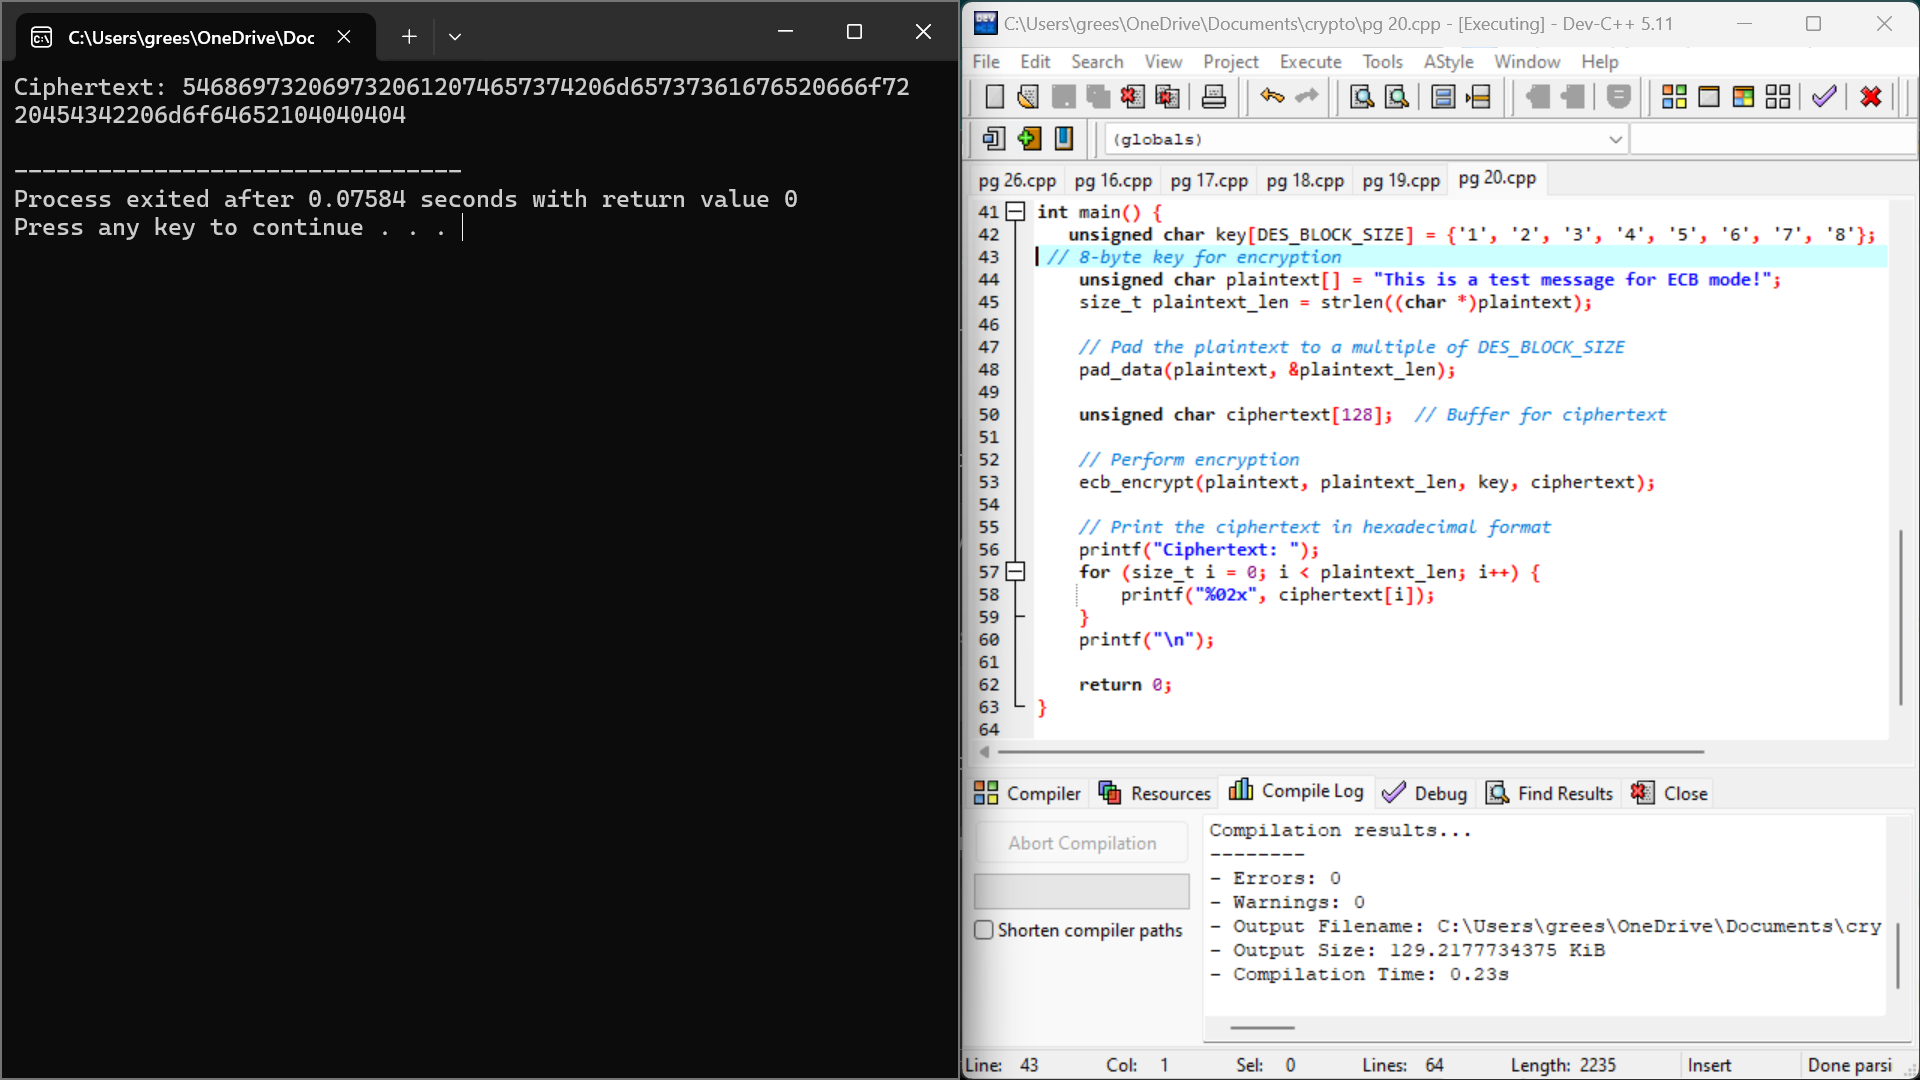 C:\Users\grees\OneDrive\Doc
Ciphertext: 54686973206973206120746573742206d657373616765206666f72
20454342206d6f64652104040404
--------------------------------
Process exited after 0.07584 seconds with return value 0
Press any key to continue . . .
C:\Users\grees\OneDrive\Documents\crypto\pg 20.cpp - [Executing] - Dev-C++ 5.11
File Edit Search View Project Execute Tools AStyle Window Help
(globals)
pg 26.cpp pg 16.cpp pg 17.cpp pg 18.cpp pg 19.cpp pg 20.cpp
41 int main() {
42 unsigned char key[DES_BLOCK_SIZE] = {'1', '2', '3', '4', '5', '6', '7', '8'};
43 // 8-byte key for encryption
44 unsigned char plaintext[] = "This is a test message for ECB mode!";
45 size_t plaintext_len = strlen((char *)plaintext);
46
47 // Pad the plaintext to a multiple of DES_BLOCK_SIZE
48 pad_data(plaintext, &plaintext_len);
49
50 unsigned char ciphertext[128]; // Buffer for ciphertext
51
52 // Perform encryption
53 ecb_encrypt(plaintext, plaintext_len, key, ciphertext);
54
55 // Print the ciphertext in hexadecimal format
56 printf("Ciphertext: ");
57 for (size_t i = 0; i < plaintext_len; i++) {
58 printf("%02x", ciphertext[i]);
59 }
60 printf("\n");
61
62 return 0;
63 }
64
Compiler Resources Compile Log Debug Find Results Close
Abort Compilation
Shorten compiler paths
Compilation results...
--------
- Errors: 0
- Warnings: 0
- Output Filename: C:\Users\grees\OneDrive\Documents\cry
- Output Size: 129.2177734375 KiB
- Compilation Time: 0.23s
Line: 43 Col: 1 Sel: 0 Lines: 64 Length: 2235 Insert Done parsi